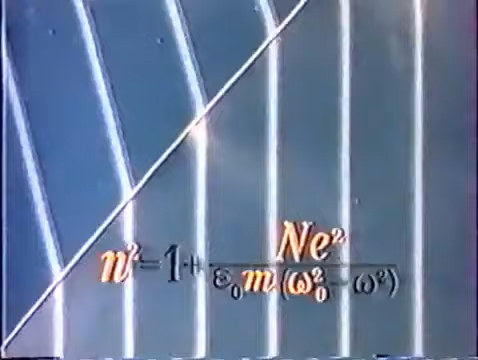 n² = 1 + Ne² / ε₀m(ω₀² − ω²)